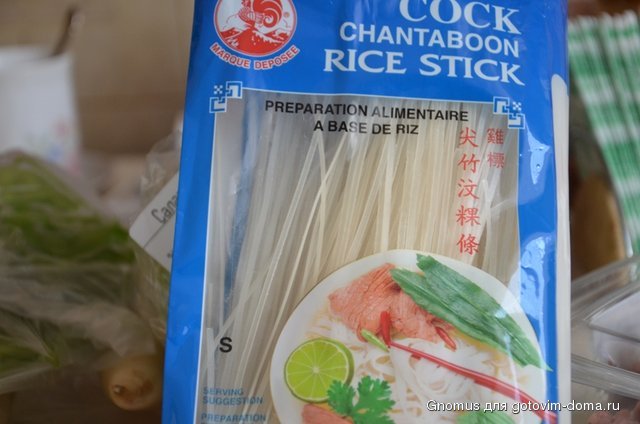 COCK
CHANTABOON
RICE STICK
MARQUE DEPOSEE
PREPARATION ALIMENTAIRE
A BASE DE RIZ
雞標
尖竹汶粿條
S
SERVING
SUGGESTION
PREPARATION
Gnomus для gotovim-doma.ru